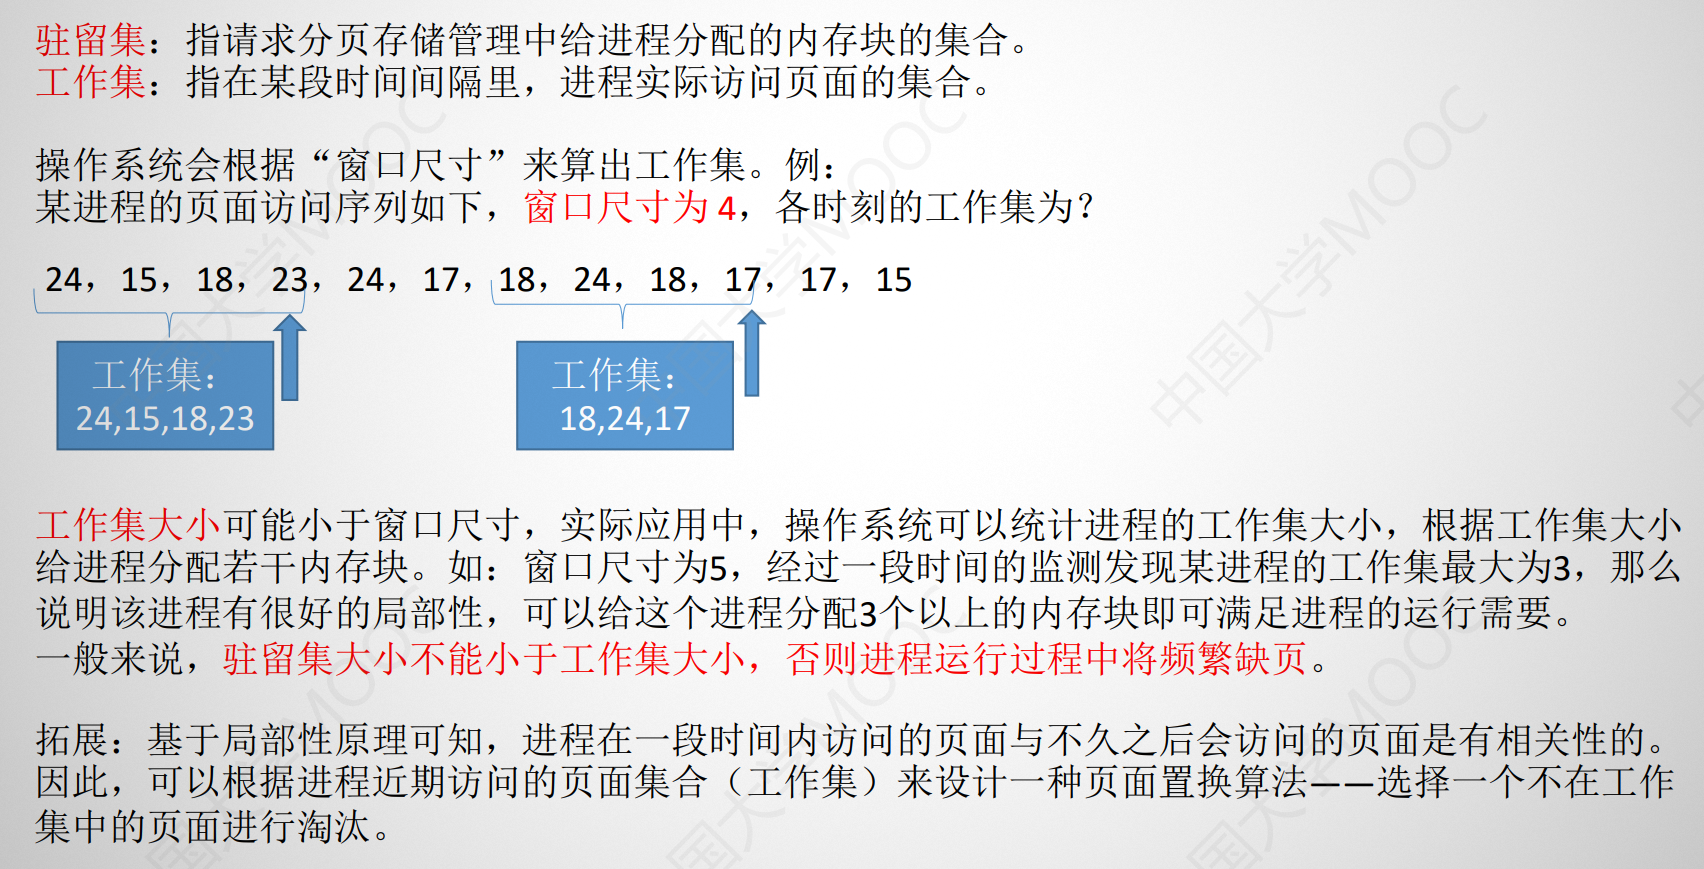 驻留集：指请求分页存储管理中给进程分配的内存块的集合。
工作集：指在某段时间间隔里，进程实际访问页面的集合。
操作系统会根据“窗口尺寸”来算出工作集。例：
某进程的页面访问序列如下，窗口尺寸为 4，各时刻的工作集为？
24，15，18，23，24，17，18，24，18，17，17，15
工作集：
24,15,18,23
工作集：
18,24,17
工作集大小可能小于窗口尺寸，实际应用中，操作系统可以统计进程的工作集大小，根据工作集大小
给进程分配若干内存块。如：窗口尺寸为5，经过一段时间的监测发现某进程的工作集最大为3，那么
说明该进程有很好的局部性，可以给这个进程分配3个以上的内存块即可满足进程的运行需要。
一般来说，驻留集大小不能小于工作集大小，否则进程运行过程中将频繁缺页。
拓展：基于局部性原理可知，进程在一段时间内访问的页面与不久之后会访问的页面是有相关性的。
因此，可以根据进程近期访问的页面集合（工作集）来设计一种页面置换算法——选择一个不在工作
集中的页面进行淘汰。
中国大学MOOC